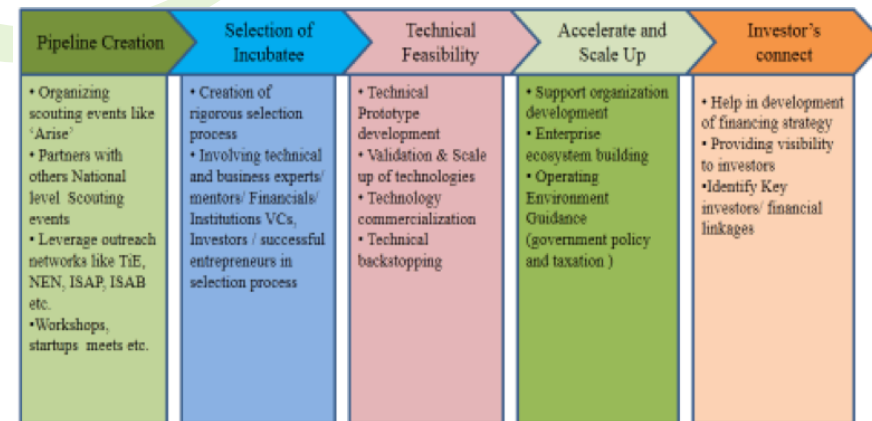 Pipeline Creation
Selection of
Incubatee
Technical
Feasibility
Accelerate and
Scale Up
Investor's
connect
• Organizing
scouting events like
'Arise'
• Partners with
others National
level Scouting
events
• Leverage outreach
networks like TiE,
NEN, ISAP, ISAB
etc.
•Workshops,
startups meets etc.
• Creation of
rigorous selection
process
• Involving technical
and business experts/
mentors/ Financials/
Institutions VCs,
Investors / successful
entrepreneurs in
selection process
• Technical
Prototype
development
• Validation & Scale
up of technologies
• Technology
commercialization
• Technical
backstopping
• Support organization
development
• Enterprise
ecosystem building
• Operating
Environment
Guidance
(government policy
and taxation )
• Help in development
of financing strategy
• Providing visibility
to investors
•Identify Key
investors/ financial
linkages